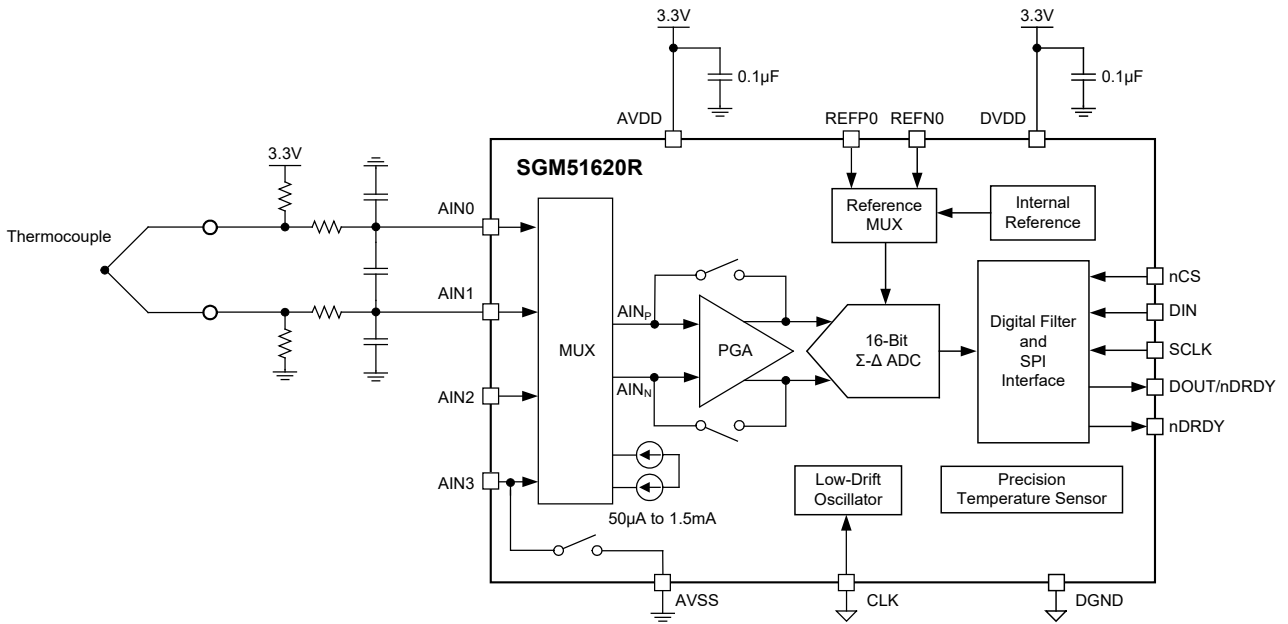 3.3V
3.3V
0.1µF
0.1µF
AVDD
REFP0
REFN0
DVDD
3.3V
SGM51620R
Thermocouple
AIN0
Reference
MUX
Internal
Reference
nCS
AIN1
AINP
DIN
MUX
PGA
16-Bit
Σ-Δ ADC
Digital Filter
and
SPI
Interface
SCLK
AIN2
AINN
DOUT/nDRDY
nDRDY
AIN3
Low-Drift
Oscillator
Precision
Temperature Sensor
50µA to 1.5mA
AVSS
CLK
DGND